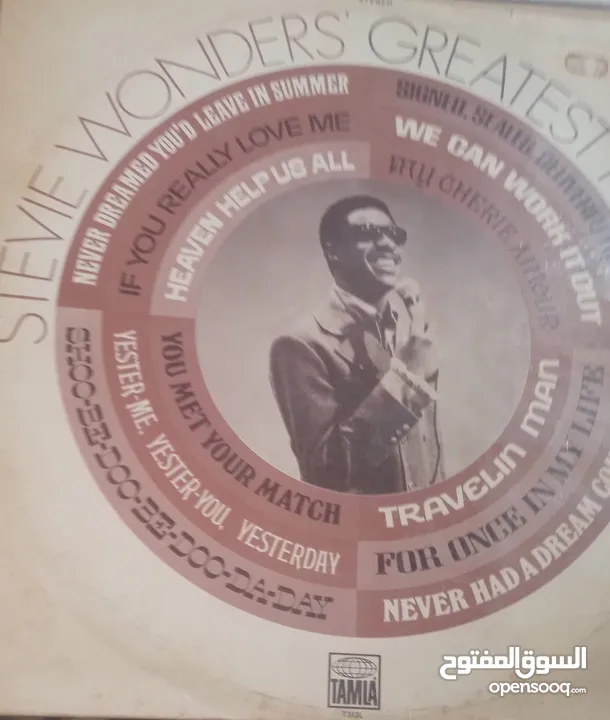 STEREO
STEVIE WONDERS' GREATEST
NEVER DREAMED YOU'D LEAVE IN SUMMER
IF YOU REALLY LOVE ME
HEAVEN HELP US ALL
SIGNED, SEALED, DELIVERED
WE CAN WORK IT OUT
MY CHERIE AMOUR
SHOO-BE-DOO-BE-DOO-DA-DAY
YESTER-ME, YESTER-YOU, YESTERDAY
YOU MET YOUR MATCH
TRAVELIN MAN
FOR ONCE IN MY LIFE
NEVER HAD A DREAM COM
TAMLA
السوق المفتوح
opensooq.com